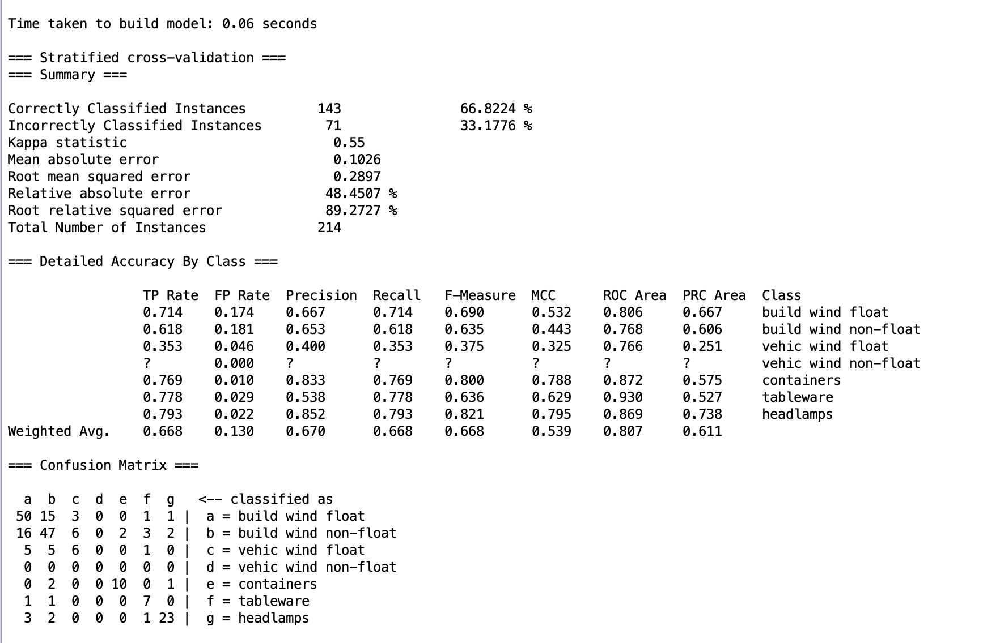 Time taken to build model: 0.06 seconds
=== Stratified cross-validation ===
=== Summary ===
Correctly Classified Instances         143               66.8224 %
Incorrectly Classified Instances        71               33.1776 %
Kappa statistic                          0.55
Mean absolute error                      0.1026
Root mean squared error                  0.2897
Relative absolute error                 48.4507 %
Root relative squared error             89.2727 %
Total Number of Instances              214
=== Detailed Accuracy By Class ===
                 TP Rate  FP Rate  Precision  Recall   F-Measure  MCC      ROC Area  PRC Area  Class
                 0.714    0.174    0.667      0.714    0.690      0.532    0.806     0.667     build wind float
                 0.618    0.181    0.653      0.618    0.635      0.443    0.768     0.606     build wind non-float
                 0.353    0.046    0.400      0.353    0.375      0.325    0.766     0.251     vehic wind float
                 ?        0.000    ?          ?        ?          ?        ?         ?         vehic wind non-float
                 0.769    0.010    0.833      0.769    0.800      0.788    0.872     0.575     containers
                 0.778    0.029    0.538      0.778    0.636      0.629    0.930     0.527     tableware
                 0.793    0.022    0.852      0.793    0.821      0.795    0.869     0.738     headlamps
Weighted Avg.    0.668    0.130    0.670      0.668    0.668      0.539    0.807     0.611
=== Confusion Matrix ===
  a  b  c  d  e  f  g   <-- classified as
 50 15  3  0  0  1  1 |  a = build wind float
 16 47  6  0  2  3  2 |  b = build wind non-float
  5  5  6  0  0  1  0 |  c = vehic wind float
  0  0  0  0  0  0  0 |  d = vehic wind non-float
  0  2  0  0 10  0  1 |  e = containers
  1  1  0  0  0  7  0 |  f = tableware
  3  2  0  0  0  1 23 |  g = headlamps